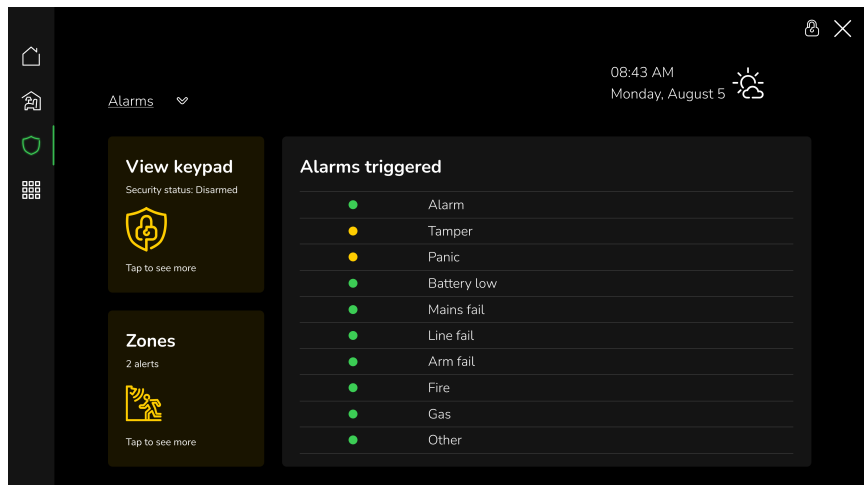 08:43 AM
Monday, August 5
Alarms
View keypad
Security status: Disarmed
Tap to see more
Zones
2 alerts
Tap to see more
Alarms triggered
Alarm
Tamper
Panic
Battery low
Mains fail
Line fail
Arm fail
Fire
Gas
Other